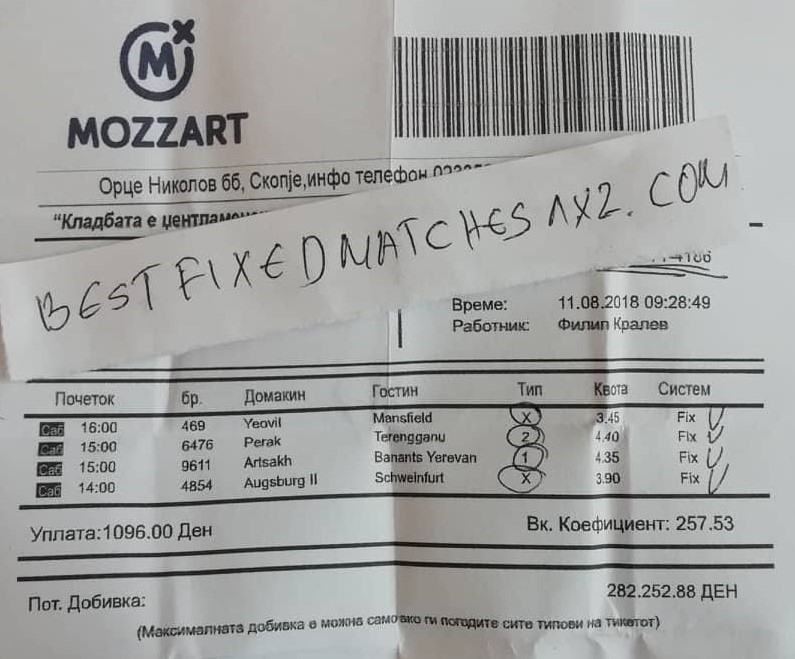 MOZZART
Орце Николов бб, Скопје,инфо телефон
"Кладбата е џентламе
BESTFIXEDMATCHES1X2.COM
4186
Време: 11.08.2018 09:28:49
Работник: Филип Кралев
Почеток бр. Домакин Гостин Тип Квота Систем
Саб 16:00 469 Yeovil Mansfield X 3.45 Fix
Саб 15:00 6476 Perak Terengganu 2 4.40 Fix
Саб 15:00 9611 Artsakh Banants Yerevan 1 4.35 Fix
Саб 14:00 4854 Augsburg II Schweinfurt X 3.90 Fix
Уплата:1096.00 Ден Вк. Коефициент: 257.53
Пот. Добивка: 282.252.88 ДЕН
(Максималната добивка е можна само ако ги погодите сите типови на тикетот)